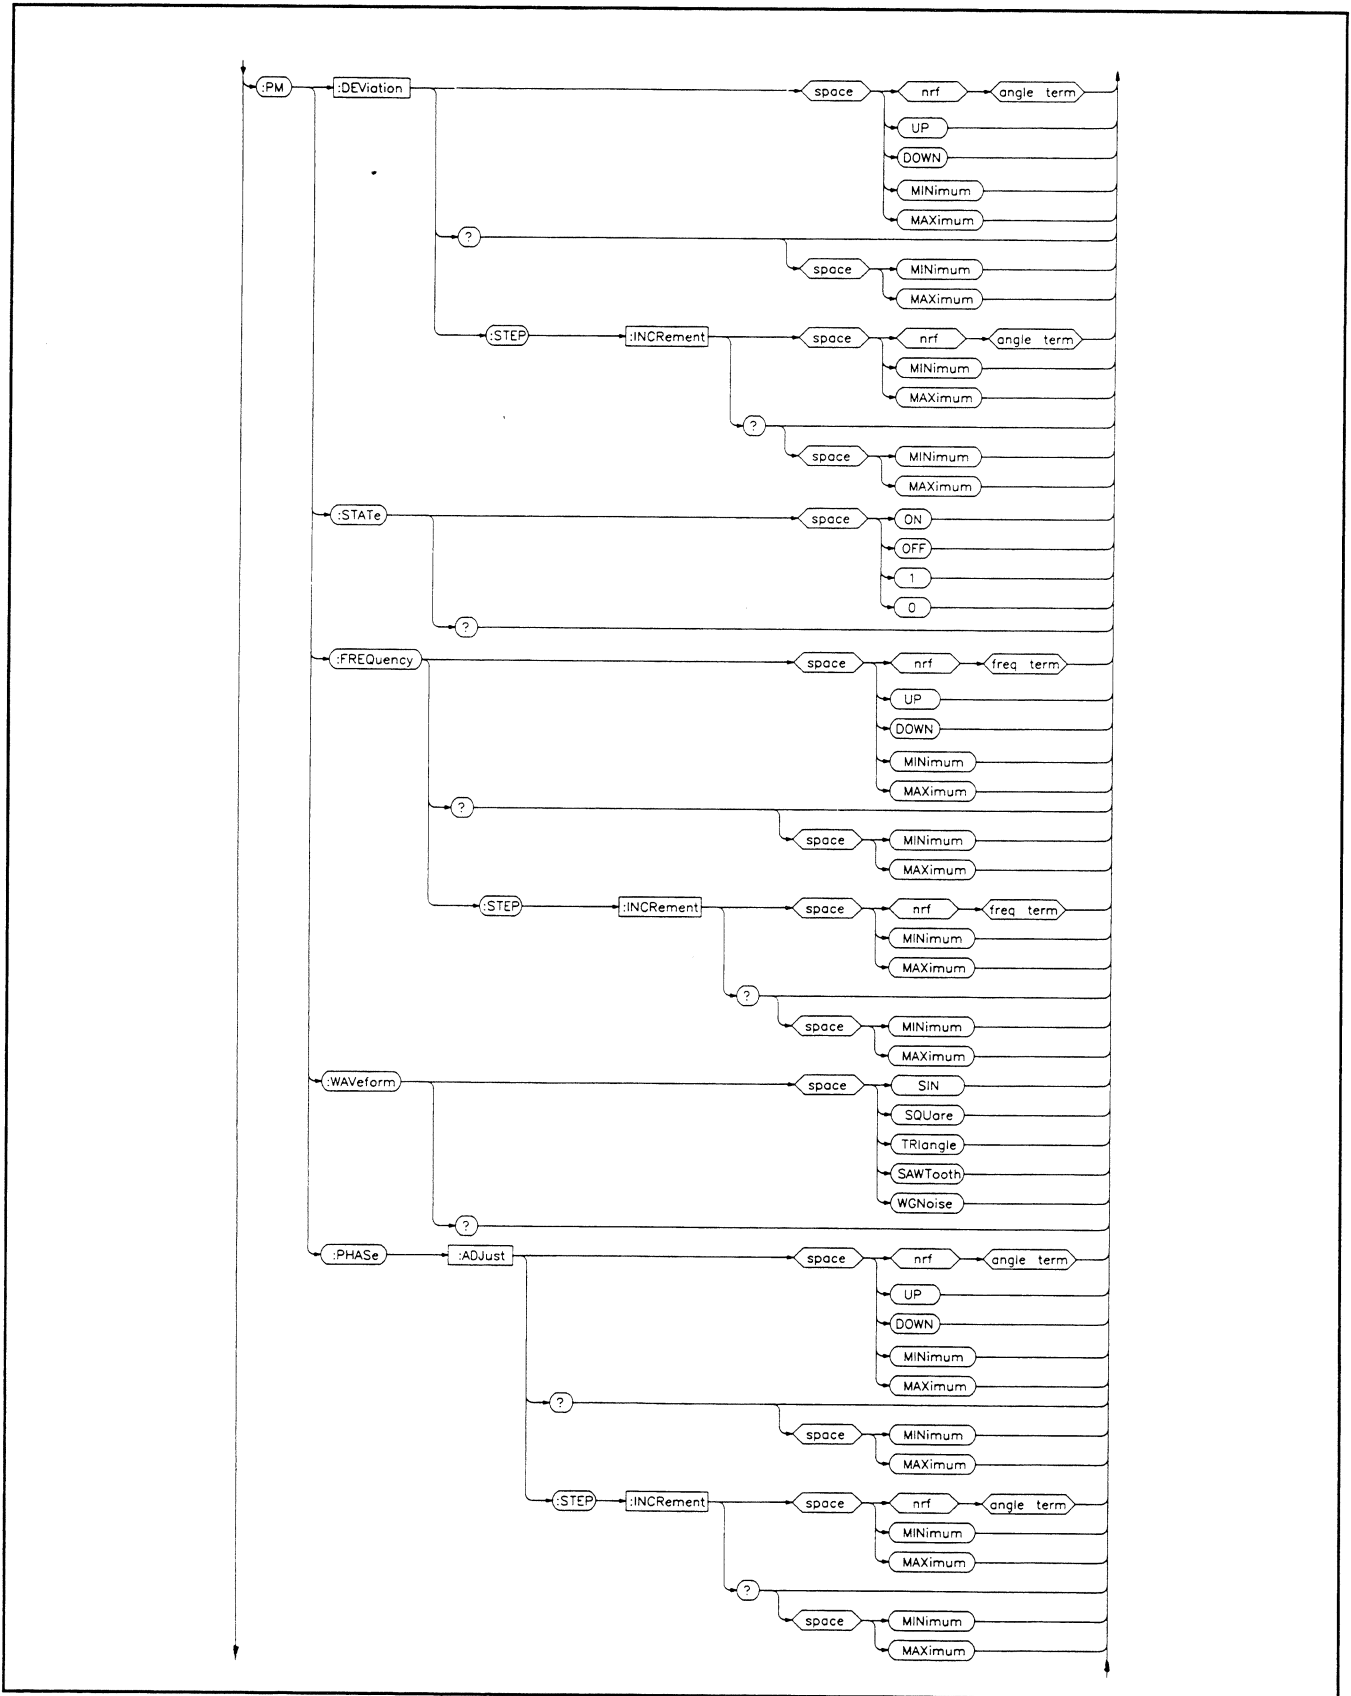 :PM :DEViation space nrf angle term
UP
DOWN
MINimum
MAXimum
?
space MINimum
MAXimum
:STEP :INCRement space nrf angle term
MINimum
MAXimum
?
space MINimum
MAXimum
:STATe space ON
OFF
1
0
?
:FREQuency space nrf freq term
UP
DOWN
MINimum
MAXimum
?
space MINimum
MAXimum
:STEP :INCRement space nrf freq term
MINimum
MAXimum
?
space MINimum
MAXimum
:WAVeform space SIN
SQUare
TRIangle
SAWTooth
WGNoise
?
:PHASe :ADJust space nrf angle term
UP
DOWN
MINimum
MAXimum
?
space MINimum
MAXimum
:STEP :INCRement space nrf angle term
MINimum
MAXimum
?
space MINimum
MAXimum